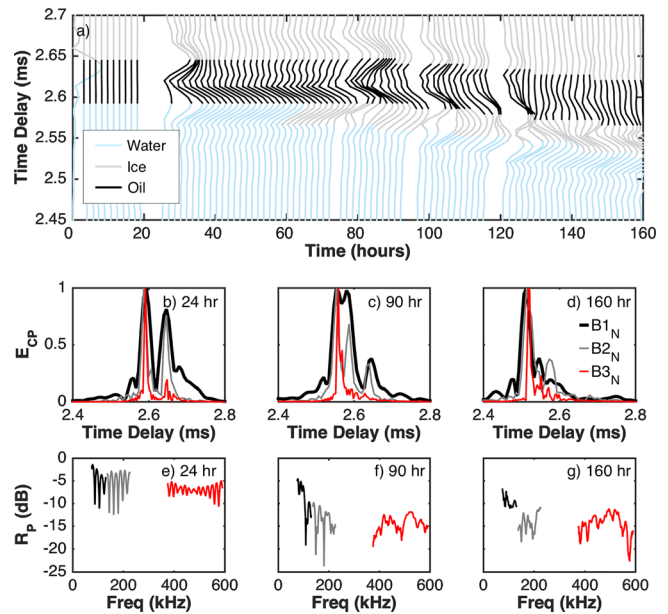 2.7
a)
2.65
2.6
2.55
2.5
2.45
Time Delay (ms)
Water
Ice
Oil
0 20 40 60 80 100 120 140 160
Time (hours)
1
0.5
0
E_CP
b) 24 hr
c) 90 hr
d) 160 hr
B1_N
B2_N
B3_N
2.4 2.6 2.8 2.4 2.6 2.8 2.4 2.6 2.8
Time Delay (ms) Time Delay (ms) Time Delay (ms)
0
-5
-10
-15
-20
-25
R_P (dB)
e) 24 hr
f) 90 hr
g) 160 hr
0 200 400 600 0 200 400 600 0 200 400 600
Freq (kHz) Freq (kHz) Freq (kHz)